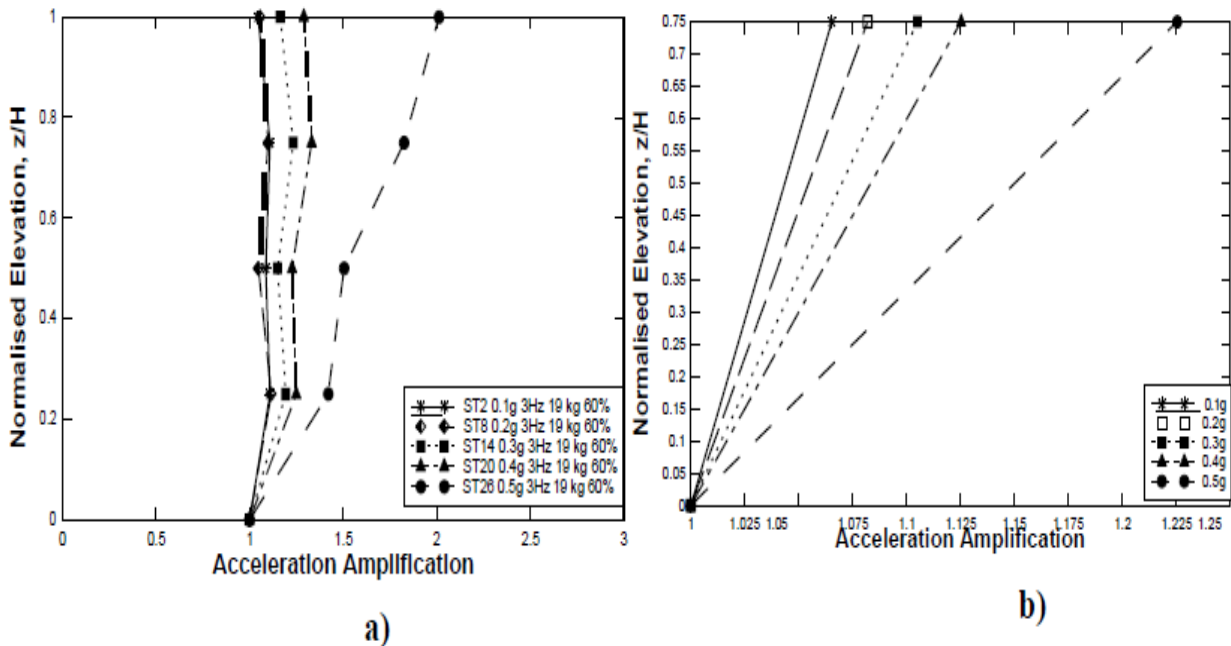 Normalised Elevation, z/H
1
0.8
0.6
0.4
0.2
0
0
0.5
1
1.5
2
2.5
3
Acceleration Amplification
ST2 0.1g 3Hz 19 kg 60%
ST8 0.2g 3Hz 19 kg 60%
ST14 0.3g 3Hz 19 kg 60%
ST20 0.4g 3Hz 19 kg 60%
ST26 0.5g 3Hz 19 kg 60%
a)
Normalised Elevation, z/H
0.75
0.7
0.65
0.6
0.55
0.5
0.45
0.4
0.35
0.3
0.25
0.2
0.15
0.1
0.05
0
1
1.025
1.05
1.075
1.1
1.125
1.15
1.175
1.2
1.225
1.25
Acceleration Amplification
0.1g
0.2g
0.3g
0.4g
0.5g
b)